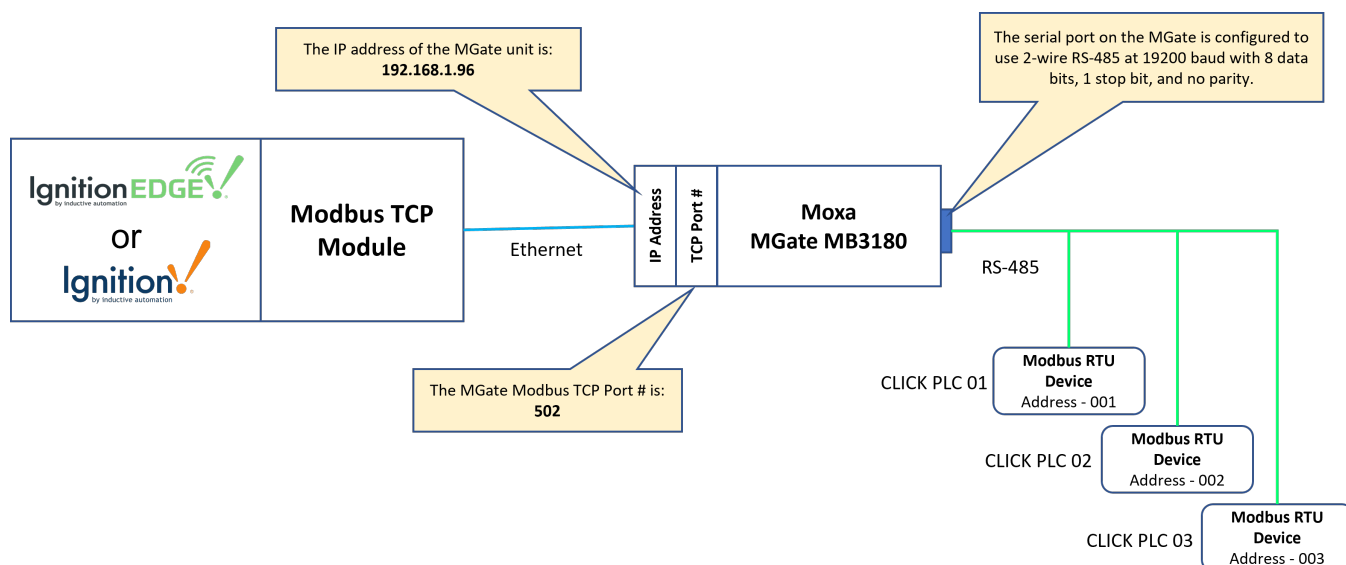 The IP address of the MGate unit is:
192.168.1.96
The serial port on the MGate is configured to
use 2-wire RS-485 at 19200 baud with 8 data
bits, 1 stop bit, and no parity.
Ignition EDGE!
by inductive automation
or
Ignition!
by inductive automation
Modbus TCP
Module
Ethernet
IP Address
TCP Port #
Moxa
MGate MB3180
RS-485
The MGate Modbus TCP Port # is:
502
CLICK PLC 01
Modbus RTU
Device
Address - 001
CLICK PLC 02
Modbus RTU
Device
Address - 002
CLICK PLC 03
Modbus RTU
Device
Address - 003